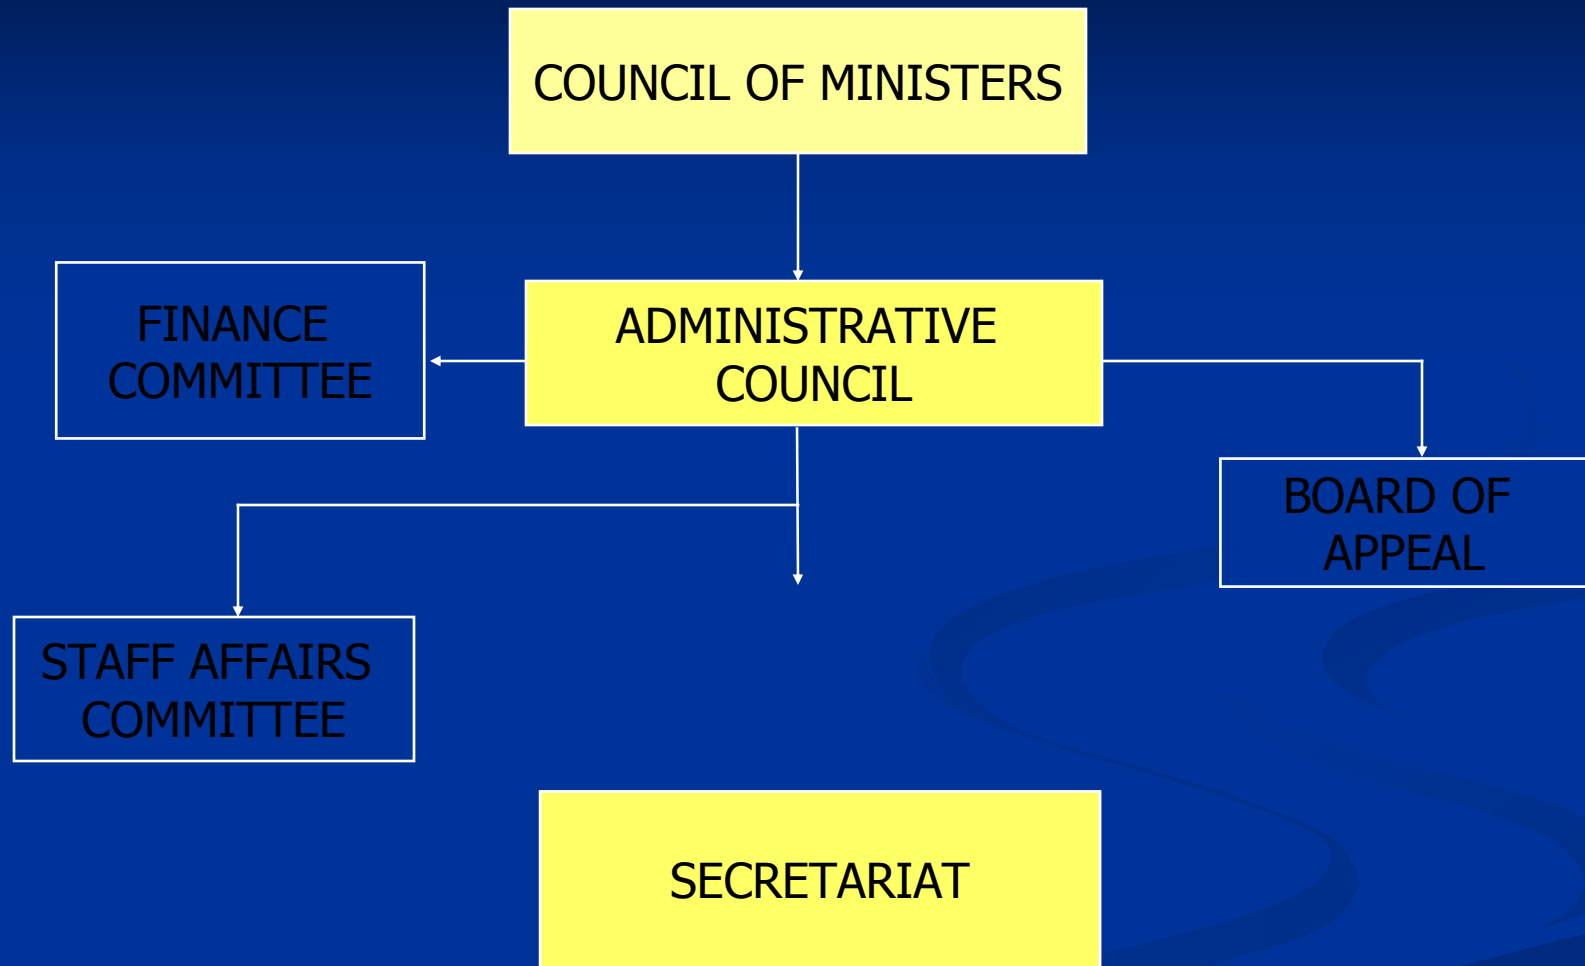 COUNCIL OF MINISTERS
FINANCE
COMMITTEE
ADMINISTRATIVE
COUNCIL
BOARD OF
APPEAL
STAFF AFFAIRS
COMMITTEE
SECRETARIAT